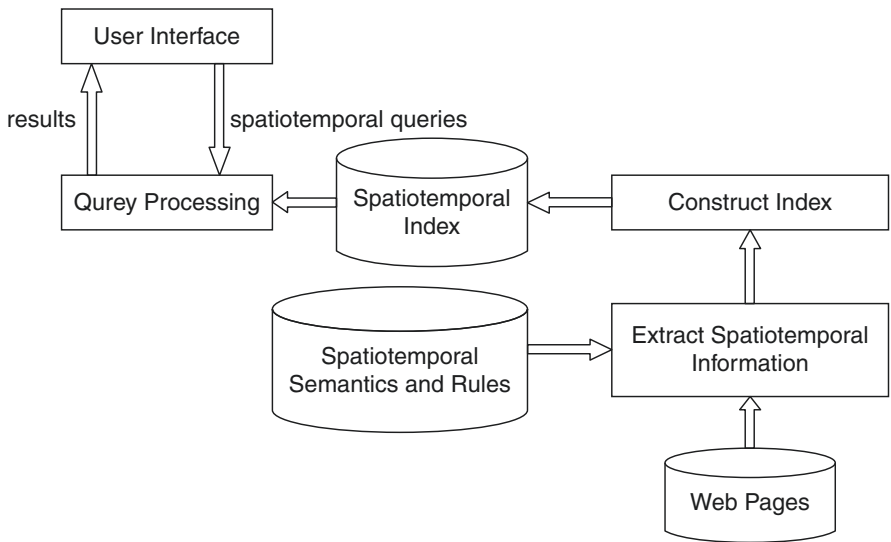 User Interface
results
spatiotemporal queries
Qurey Processing
Spatiotemporal
Index
Construct Index
Spatiotemporal
Semantics and Rules
Extract Spatiotemporal
Information
Web Pages